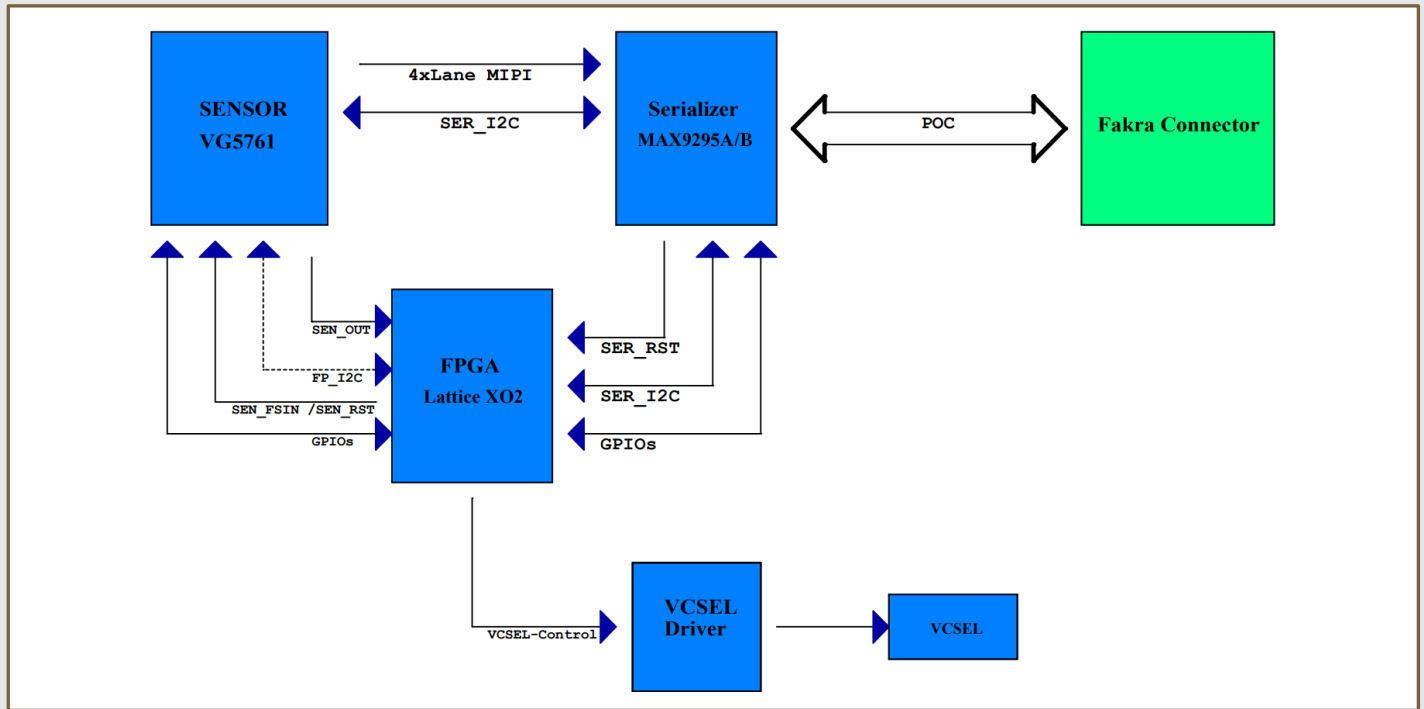 4xLane MIPI
SENSOR
VG5761
SER_I2C
Serializer
MAX9295A/B
POC
Fakra Connector
SEN_OUT
FP_I2C
SEN_FSIN /SEN_RST
GPIOs
FPGA
Lattice XO2
SER_RST
SER_I2C
GPIOs
VCSEL-Control
VCSEL
Driver
VCSEL